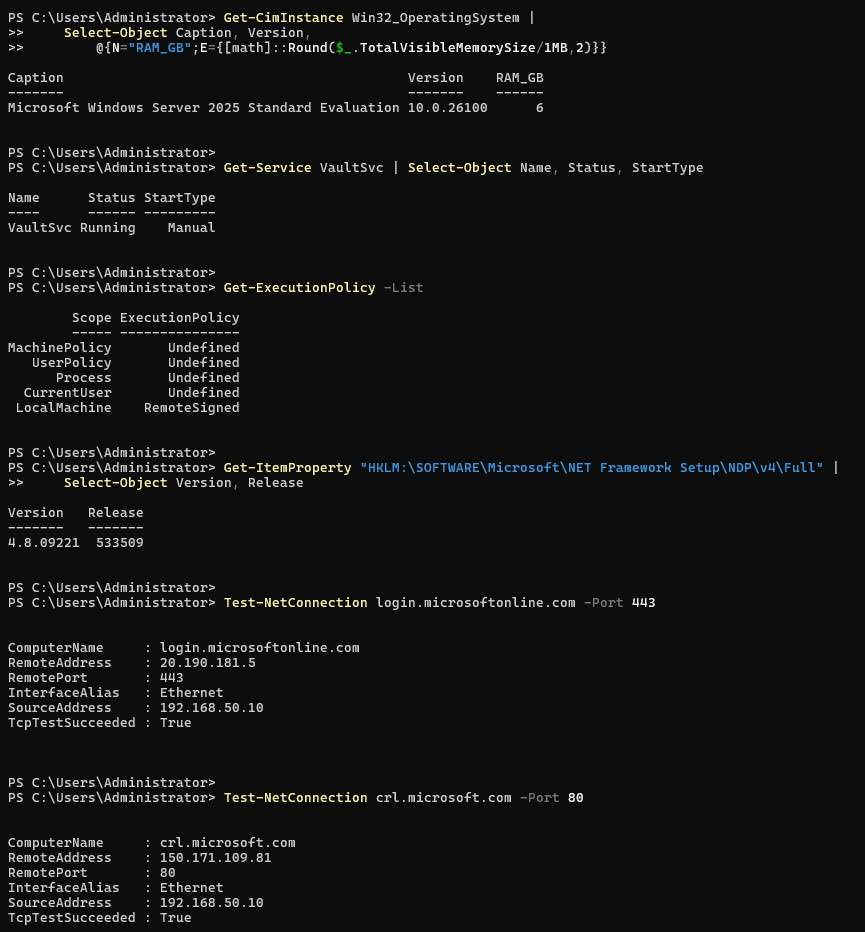 PS C:\Users\Administrator> Get-CimInstance Win32_OperatingSystem |
>>     Select-Object Caption, Version,
>>         @{N="RAM_GB";E={[math]::Round($_.TotalVisibleMemorySize/1MB,2)}}
Caption                                           Version    RAM_GB
-------                                           -------    ------
Microsoft Windows Server 2025 Standard Evaluation 10.0.26100      6
PS C:\Users\Administrator>
PS C:\Users\Administrator> Get-Service VaultSvc | Select-Object Name, Status, StartType
Name      Status StartType
----      ------ ---------
VaultSvc Running    Manual
PS C:\Users\Administrator>
PS C:\Users\Administrator> Get-ExecutionPolicy -List
        Scope ExecutionPolicy
        ----- ---------------
MachinePolicy       Undefined
   UserPolicy       Undefined
      Process       Undefined
  CurrentUser       Undefined
 LocalMachine    RemoteSigned
PS C:\Users\Administrator>
PS C:\Users\Administrator> Get-ItemProperty "HKLM:\SOFTWARE\Microsoft\NET Framework Setup\NDP\v4\Full" |
>>     Select-Object Version, Release
Version   Release
-------   -------
4.8.09221  533509
PS C:\Users\Administrator>
PS C:\Users\Administrator> Test-NetConnection login.microsoftonline.com -Port 443
ComputerName     : login.microsoftonline.com
RemoteAddress    : 20.190.181.5
RemotePort       : 443
InterfaceAlias   : Ethernet
SourceAddress    : 192.168.50.10
TcpTestSucceeded : True
PS C:\Users\Administrator>
PS C:\Users\Administrator> Test-NetConnection crl.microsoft.com -Port 80
ComputerName     : crl.microsoft.com
RemoteAddress    : 150.171.109.81
RemotePort       : 80
InterfaceAlias   : Ethernet
SourceAddress    : 192.168.50.10
TcpTestSucceeded : True